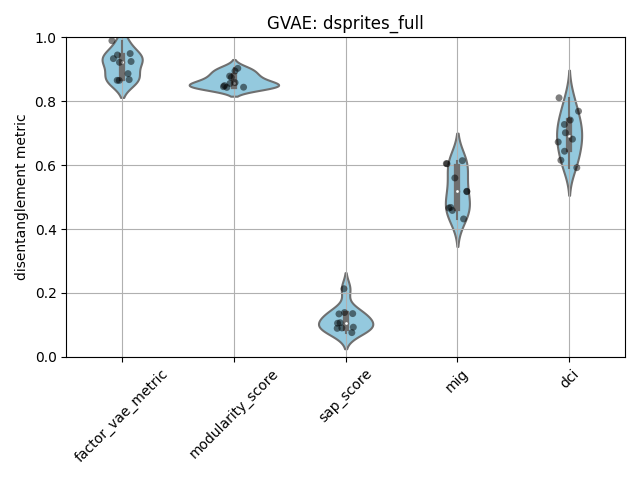 GVAE: dsprites_full
disentanglement metric
1.0
0.8
0.6
0.4
0.2
0.0
factor_vae_metric
modularity_score
sap_score
mig
dci